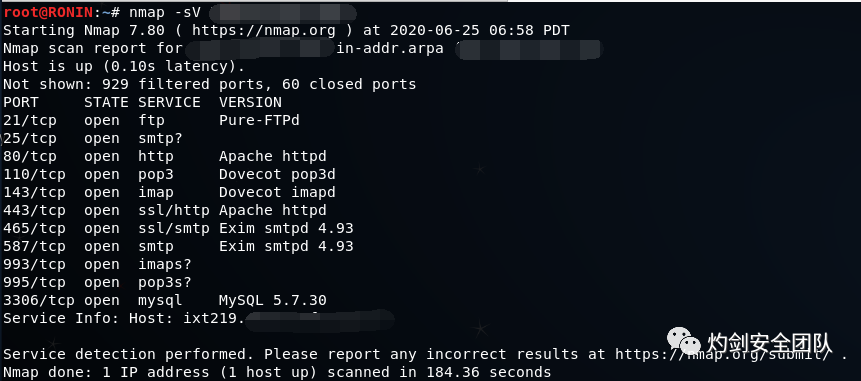 root@RONIN:~# nmap -sV
Starting Nmap 7.80 ( https://nmap.org ) at 2020-06-25 06:58 PDT
Nmap scan report for in-addr.arpa (
Host is up (0.10s latency).
Not shown: 929 filtered ports, 60 closed ports
PORT STATE SERVICE VERSION
21/tcp open ftp Pure-FTPd
25/tcp open smtp?
80/tcp open http Apache httpd
110/tcp open pop3 Dovecot pop3d
143/tcp open imap Dovecot imapd
443/tcp open ssl/http Apache httpd
465/tcp open ssl/smtp Exim smtpd 4.93
587/tcp open smtp Exim smtpd 4.93
993/tcp open imaps?
995/tcp open pop3s?
3306/tcp open mysql MySQL 5.7.30
Service Info: Host: ixt219.
灼剑安全团队
Service detection performed. Please report any incorrect results at https://nmap.org/submit/ .
Nmap done: 1 IP address (1 host up) scanned in 184.36 seconds